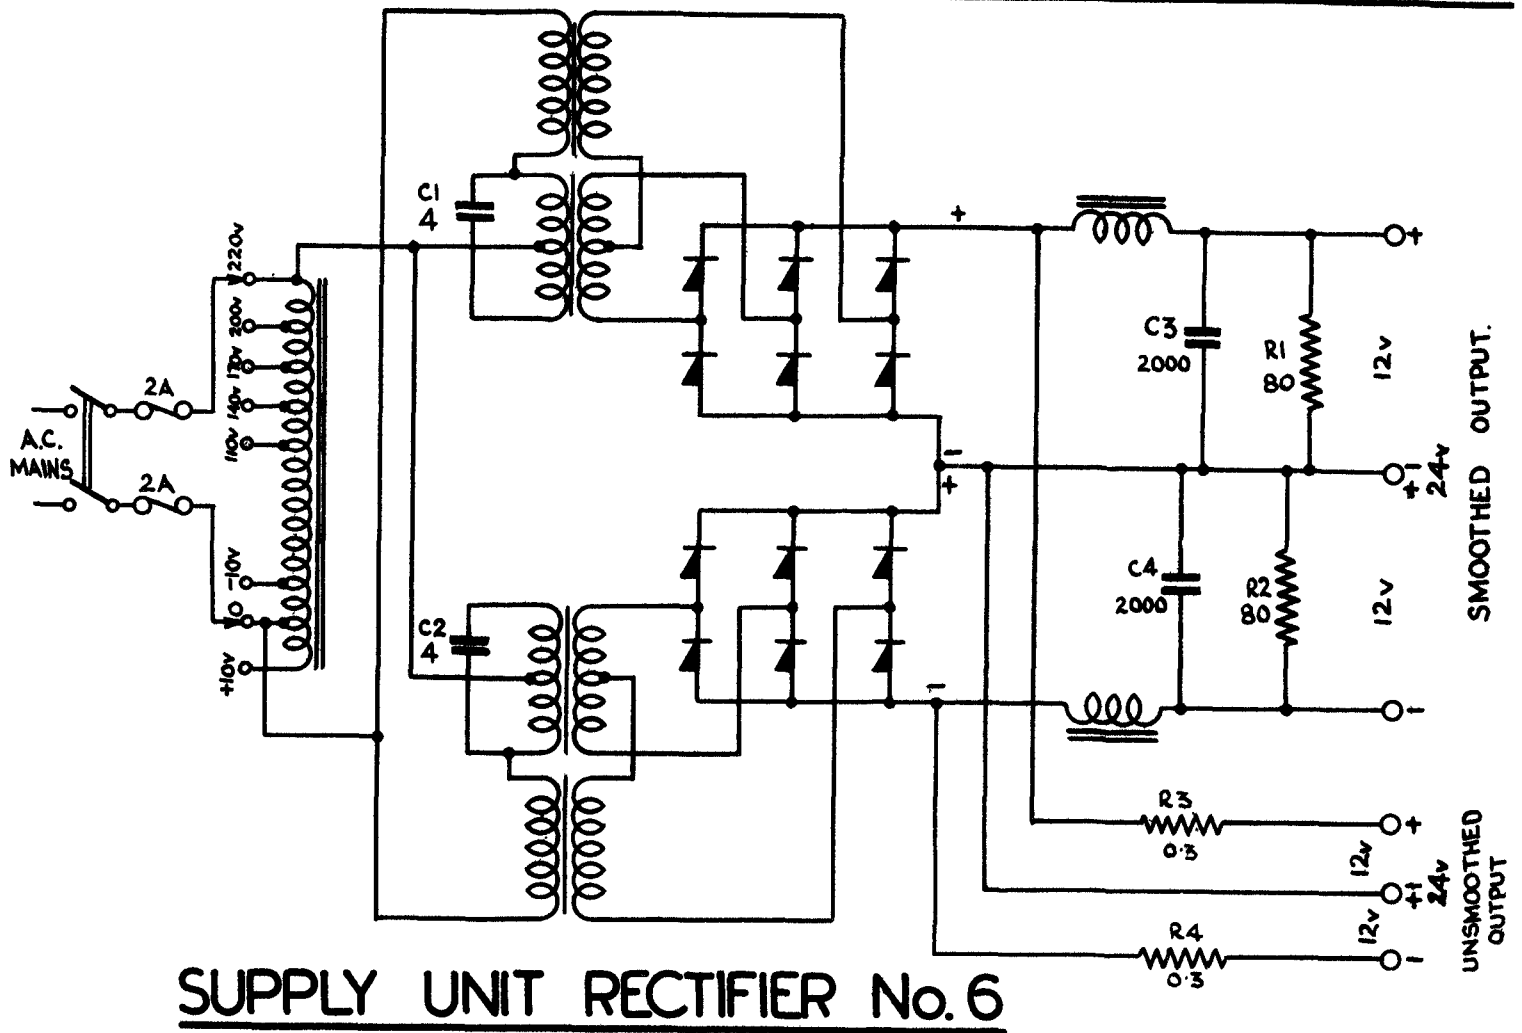 A.C.
MAINS
2A
2A
220v
200v
170v
140v
110v
-10v
0
+10v
C1
4
C2
4
+
-
+
-
C3
2000
R1
80
C4
2000
R2
80
+
12v
-
+
24v
12v
-
SMOOTHED OUTPUT.
R3
0·3
+
12v
-
+
24v
12v
R4
0·3
-
UNSMOOTHED
OUTPUT
SUPPLY UNIT RECTIFIER No. 6